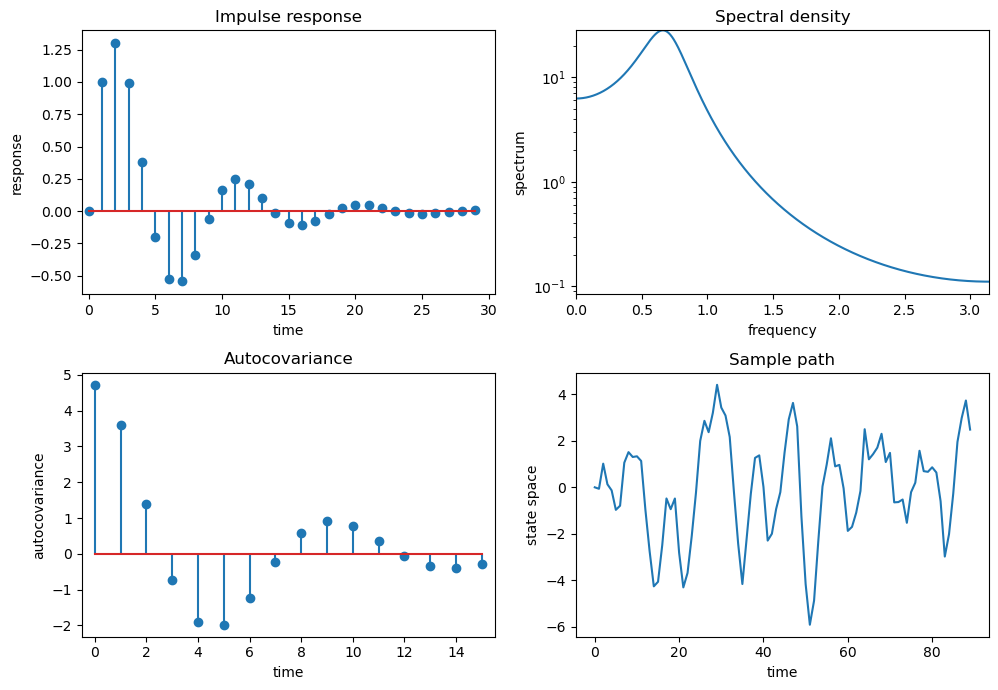 Impulse response
response
1.25
1.00
0.75
0.50
0.25
0.00
−0.25
−0.50
0 5 10 15 20 25 30
time
Spectral density
spectrum
10^1
10^0
10^−1
0.0 0.5 1.0 1.5 2.0 2.5 3.0
frequency
Autocovariance
autocovariance
5
4
3
2
1
0
−1
−2
0 2 4 6 8 10 12 14
time
Sample path
state space
4
2
0
−2
−4
−6
0 20 40 60 80
time